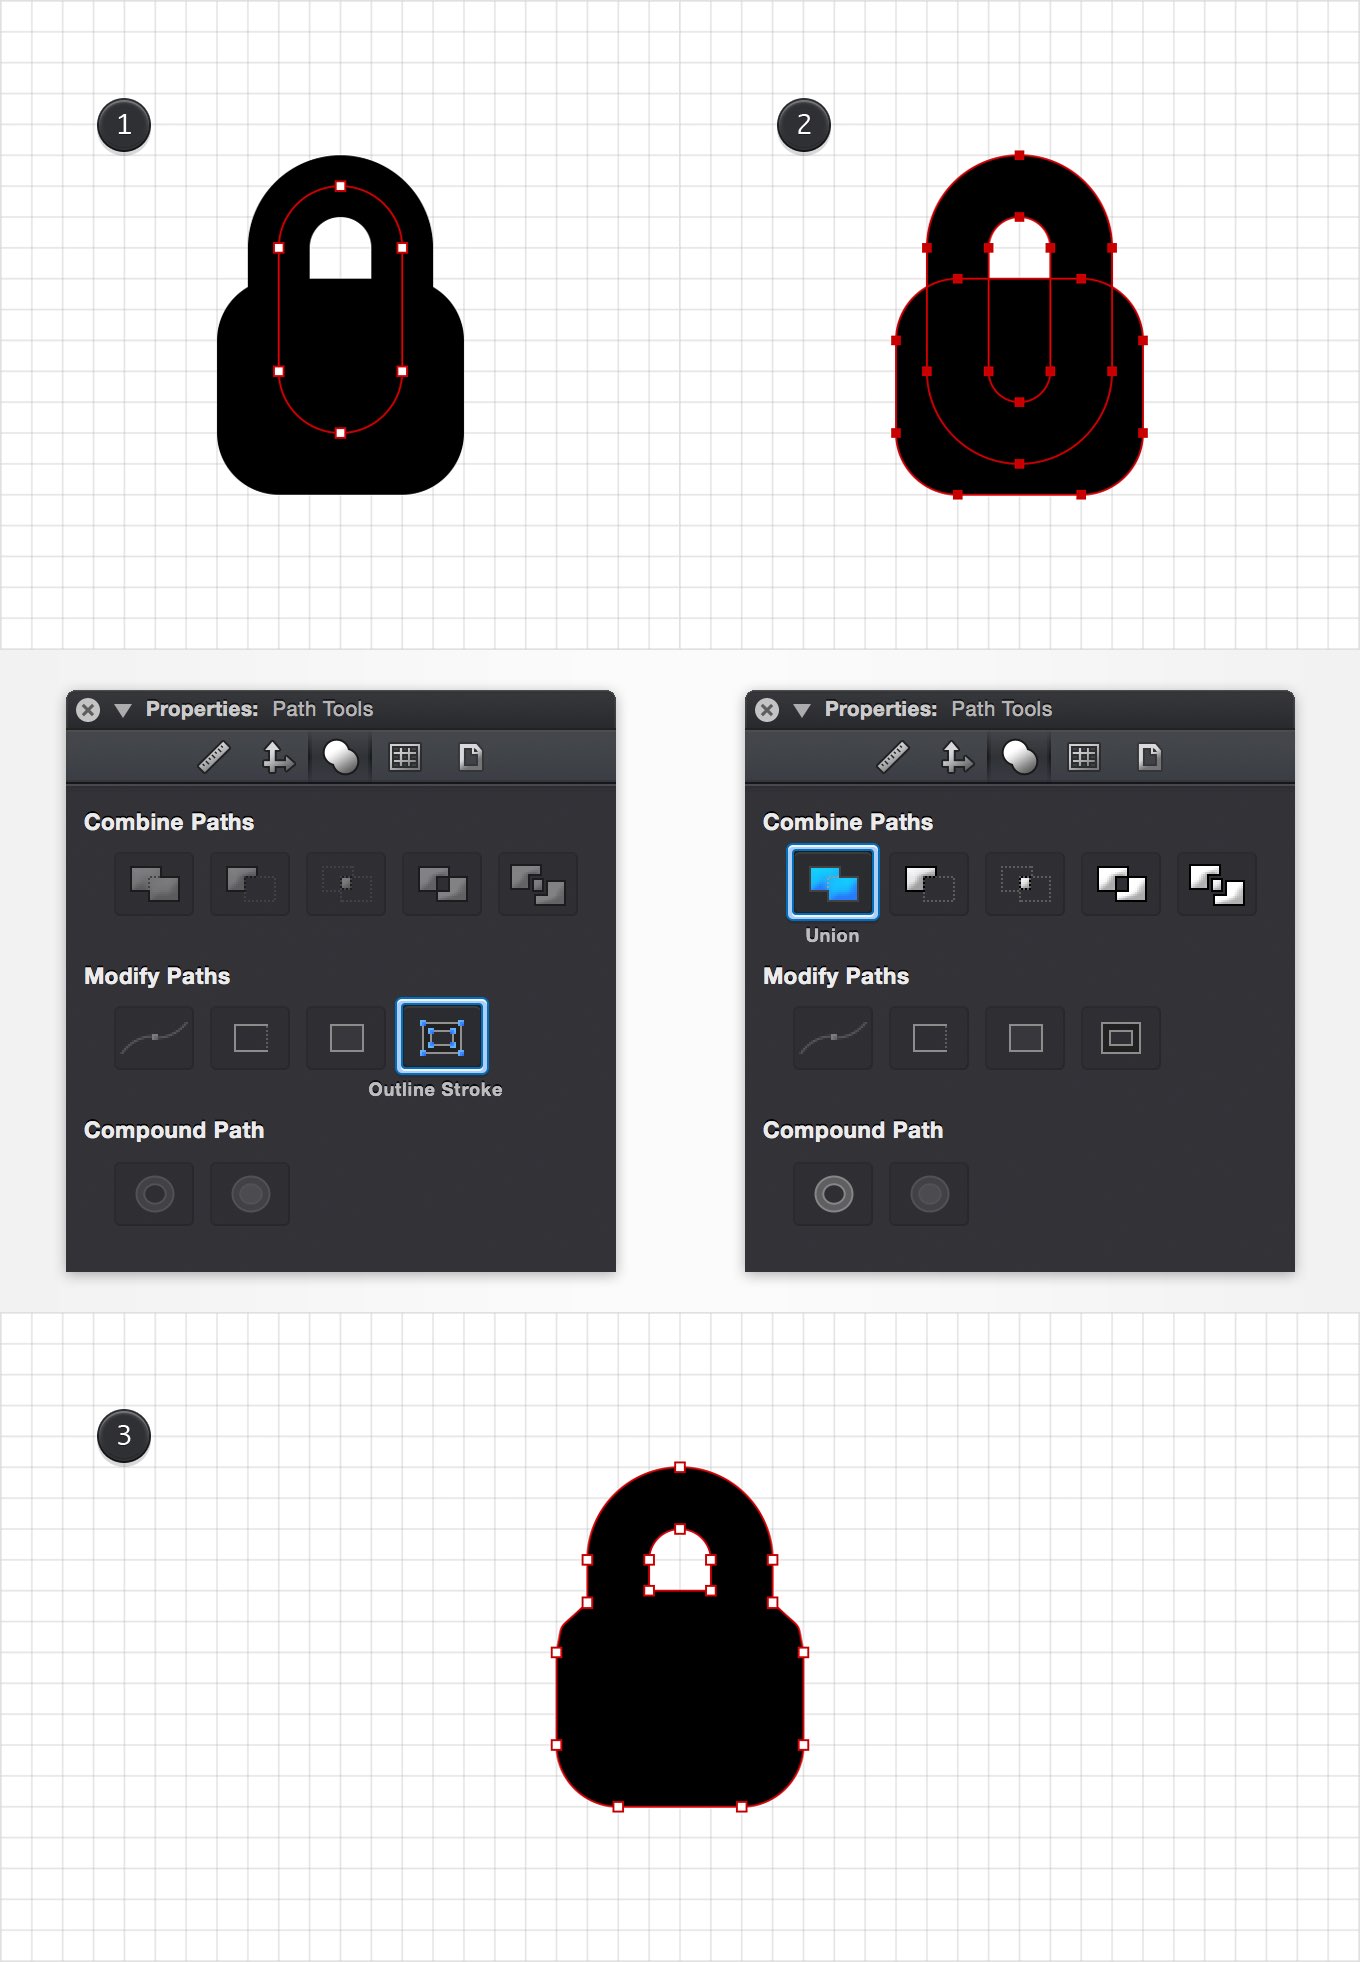 1
2
Properties: Path Tools
Combine Paths
Modify Paths
Outline Stroke
Compound Path
Properties: Path Tools
Combine Paths
Union
Modify Paths
Compound Path
3